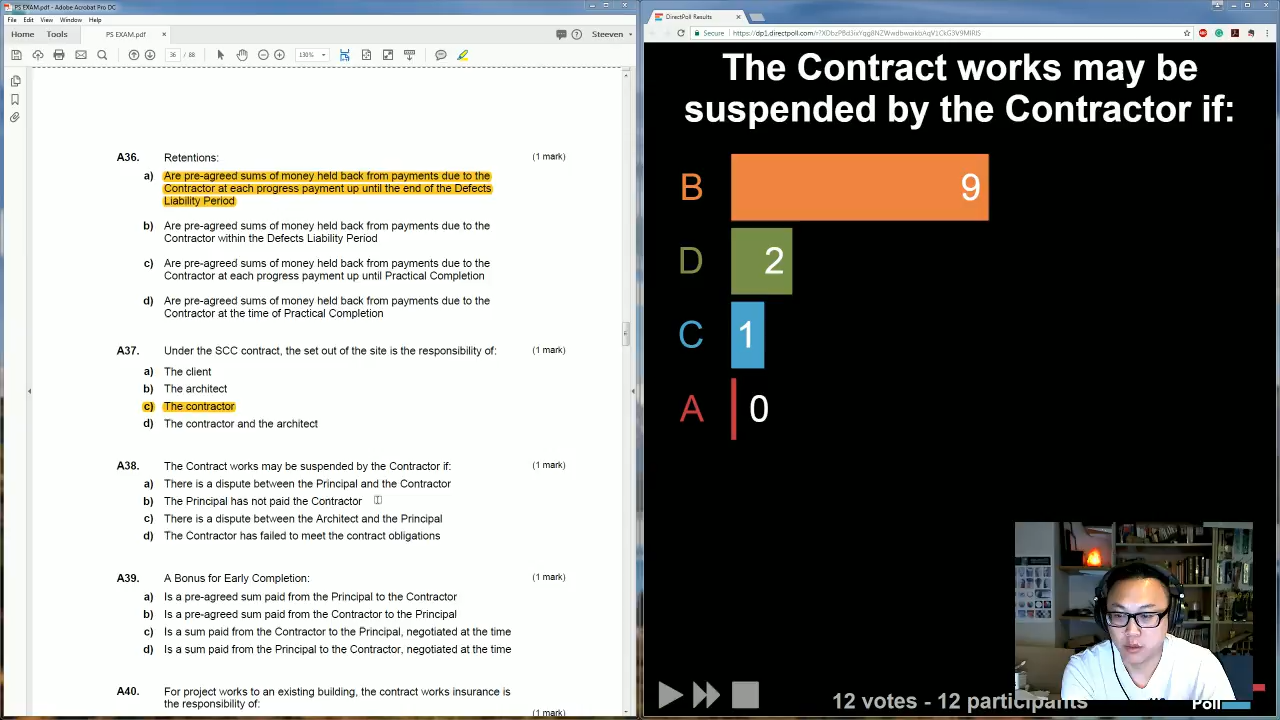 PS EXAM.pdf - Adobe Acrobat Pro DC
File Edit View Window Help
Home Tools PS EXAM.pdf × Steeven
36 / 88 130%
A36. Retentions: (1 mark)
a) Are pre-agreed sums of money held back from payments due to the
Contractor at each progress payment up until the end of the Defects
Liability Period
b) Are pre-agreed sums of money held back from payments due to the
Contractor within the Defects Liability Period
c) Are pre-agreed sums of money held back from payments due to the
Contractor at each progress payment up until Practical Completion
d) Are pre-agreed sums of money held back from payments due to the
Contractor at the time of Practical Completion
A37. Under the SCC contract, the set out of the site is the responsibility of: (1 mark)
a) The client
b) The architect
c) The contractor
d) The contractor and the architect
A38. The Contract works may be suspended by the Contractor if: (1 mark)
a) There is a dispute between the Principal and the Contractor
b) The Principal has not paid the Contractor
c) There is a dispute between the Architect and the Principal
d) The Contractor has failed to meet the contract obligations
A39. A Bonus for Early Completion: (1 mark)
a) Is a pre-agreed sum paid from the Principal to the Contractor
b) Is a pre-agreed sum paid from the Contractor to the Principal
c) Is a sum paid from the Contractor to the Principal, negotiated at the time
d) Is a sum paid from the Principal to the Contractor, negotiated at the time
A40. For project works to an existing building, the contract works insurance is
the responsibility of:
(1 mark)
DirectPoll Results ×
Secure
The Contract works may be
suspended by the Contractor if:
B 9
D 2
C 1
A 0
12 votes - 12 participants
Poll